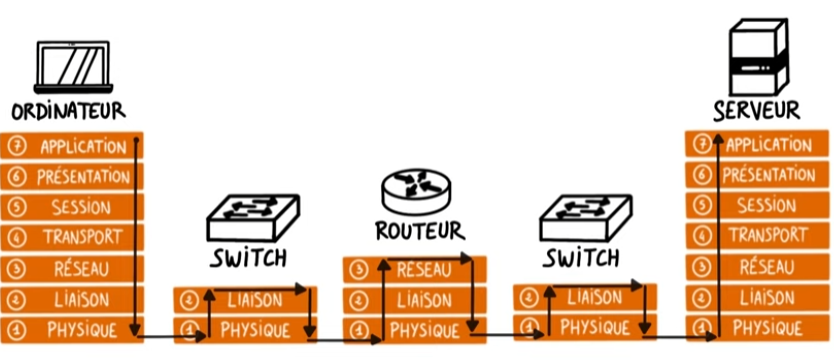 ORDINATEUR
⑦ APPLICATION
⑥ PRÉSENTATION
⑤ SESSION
④ TRANSPORT
③ RÉSEAU
② LIAISON
① PHYSIQUE
SWITCH
② LIAISON
① PHYSIQUE
ROUTEUR
③ RÉSEAU
② LIAISON
① PHYSIQUE
SWITCH
② LIAISON
① PHYSIQUE
SERVEUR
⑦ APPLICATION
⑥ PRÉSENTATION
⑤ SESSION
④ TRANSPORT
③ RÉSEAU
② LIAISON
① PHYSIQUE